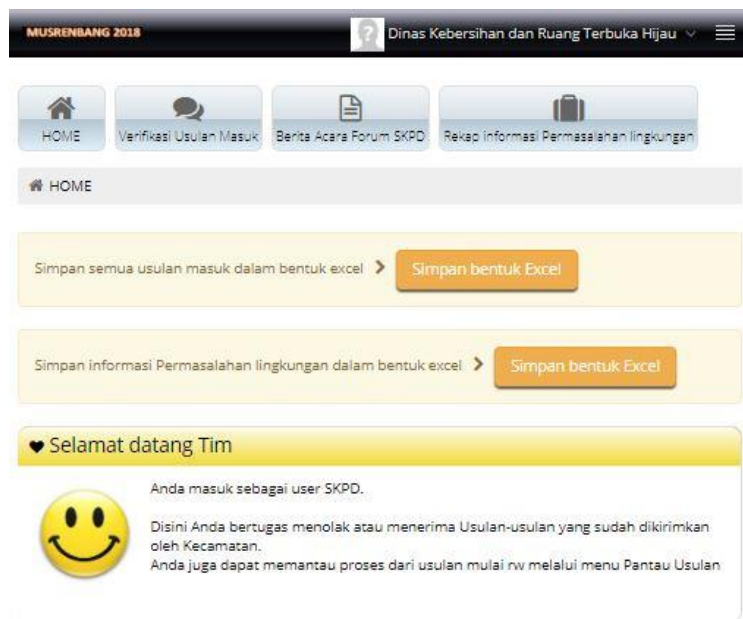 MUSRENBANG 2018
Dinas Kebersihan dan Ruang Terbuka Hijau
HOME
Verifikasi Usulan Masuk
Berita Acara Forum SKPD
Rekap informasi Permasalahan lingkungan
HOME
Simpan semua usulan masuk dalam bentuk excel
Simpan bentuk Excel
Simpan informasi Permasalahan lingkungan dalam bentuk excel
Simpan bentuk Excel
Selamat datang Tim
Anda masuk sebagai user SKPD.
Disini Anda bertugas menolak atau menerima Usulan-usulan yang sudah dikirimkan
oleh Kecamatan.
Anda juga dapat memantau proses dari usulan mulai rw melalui menu Pantau Usulan